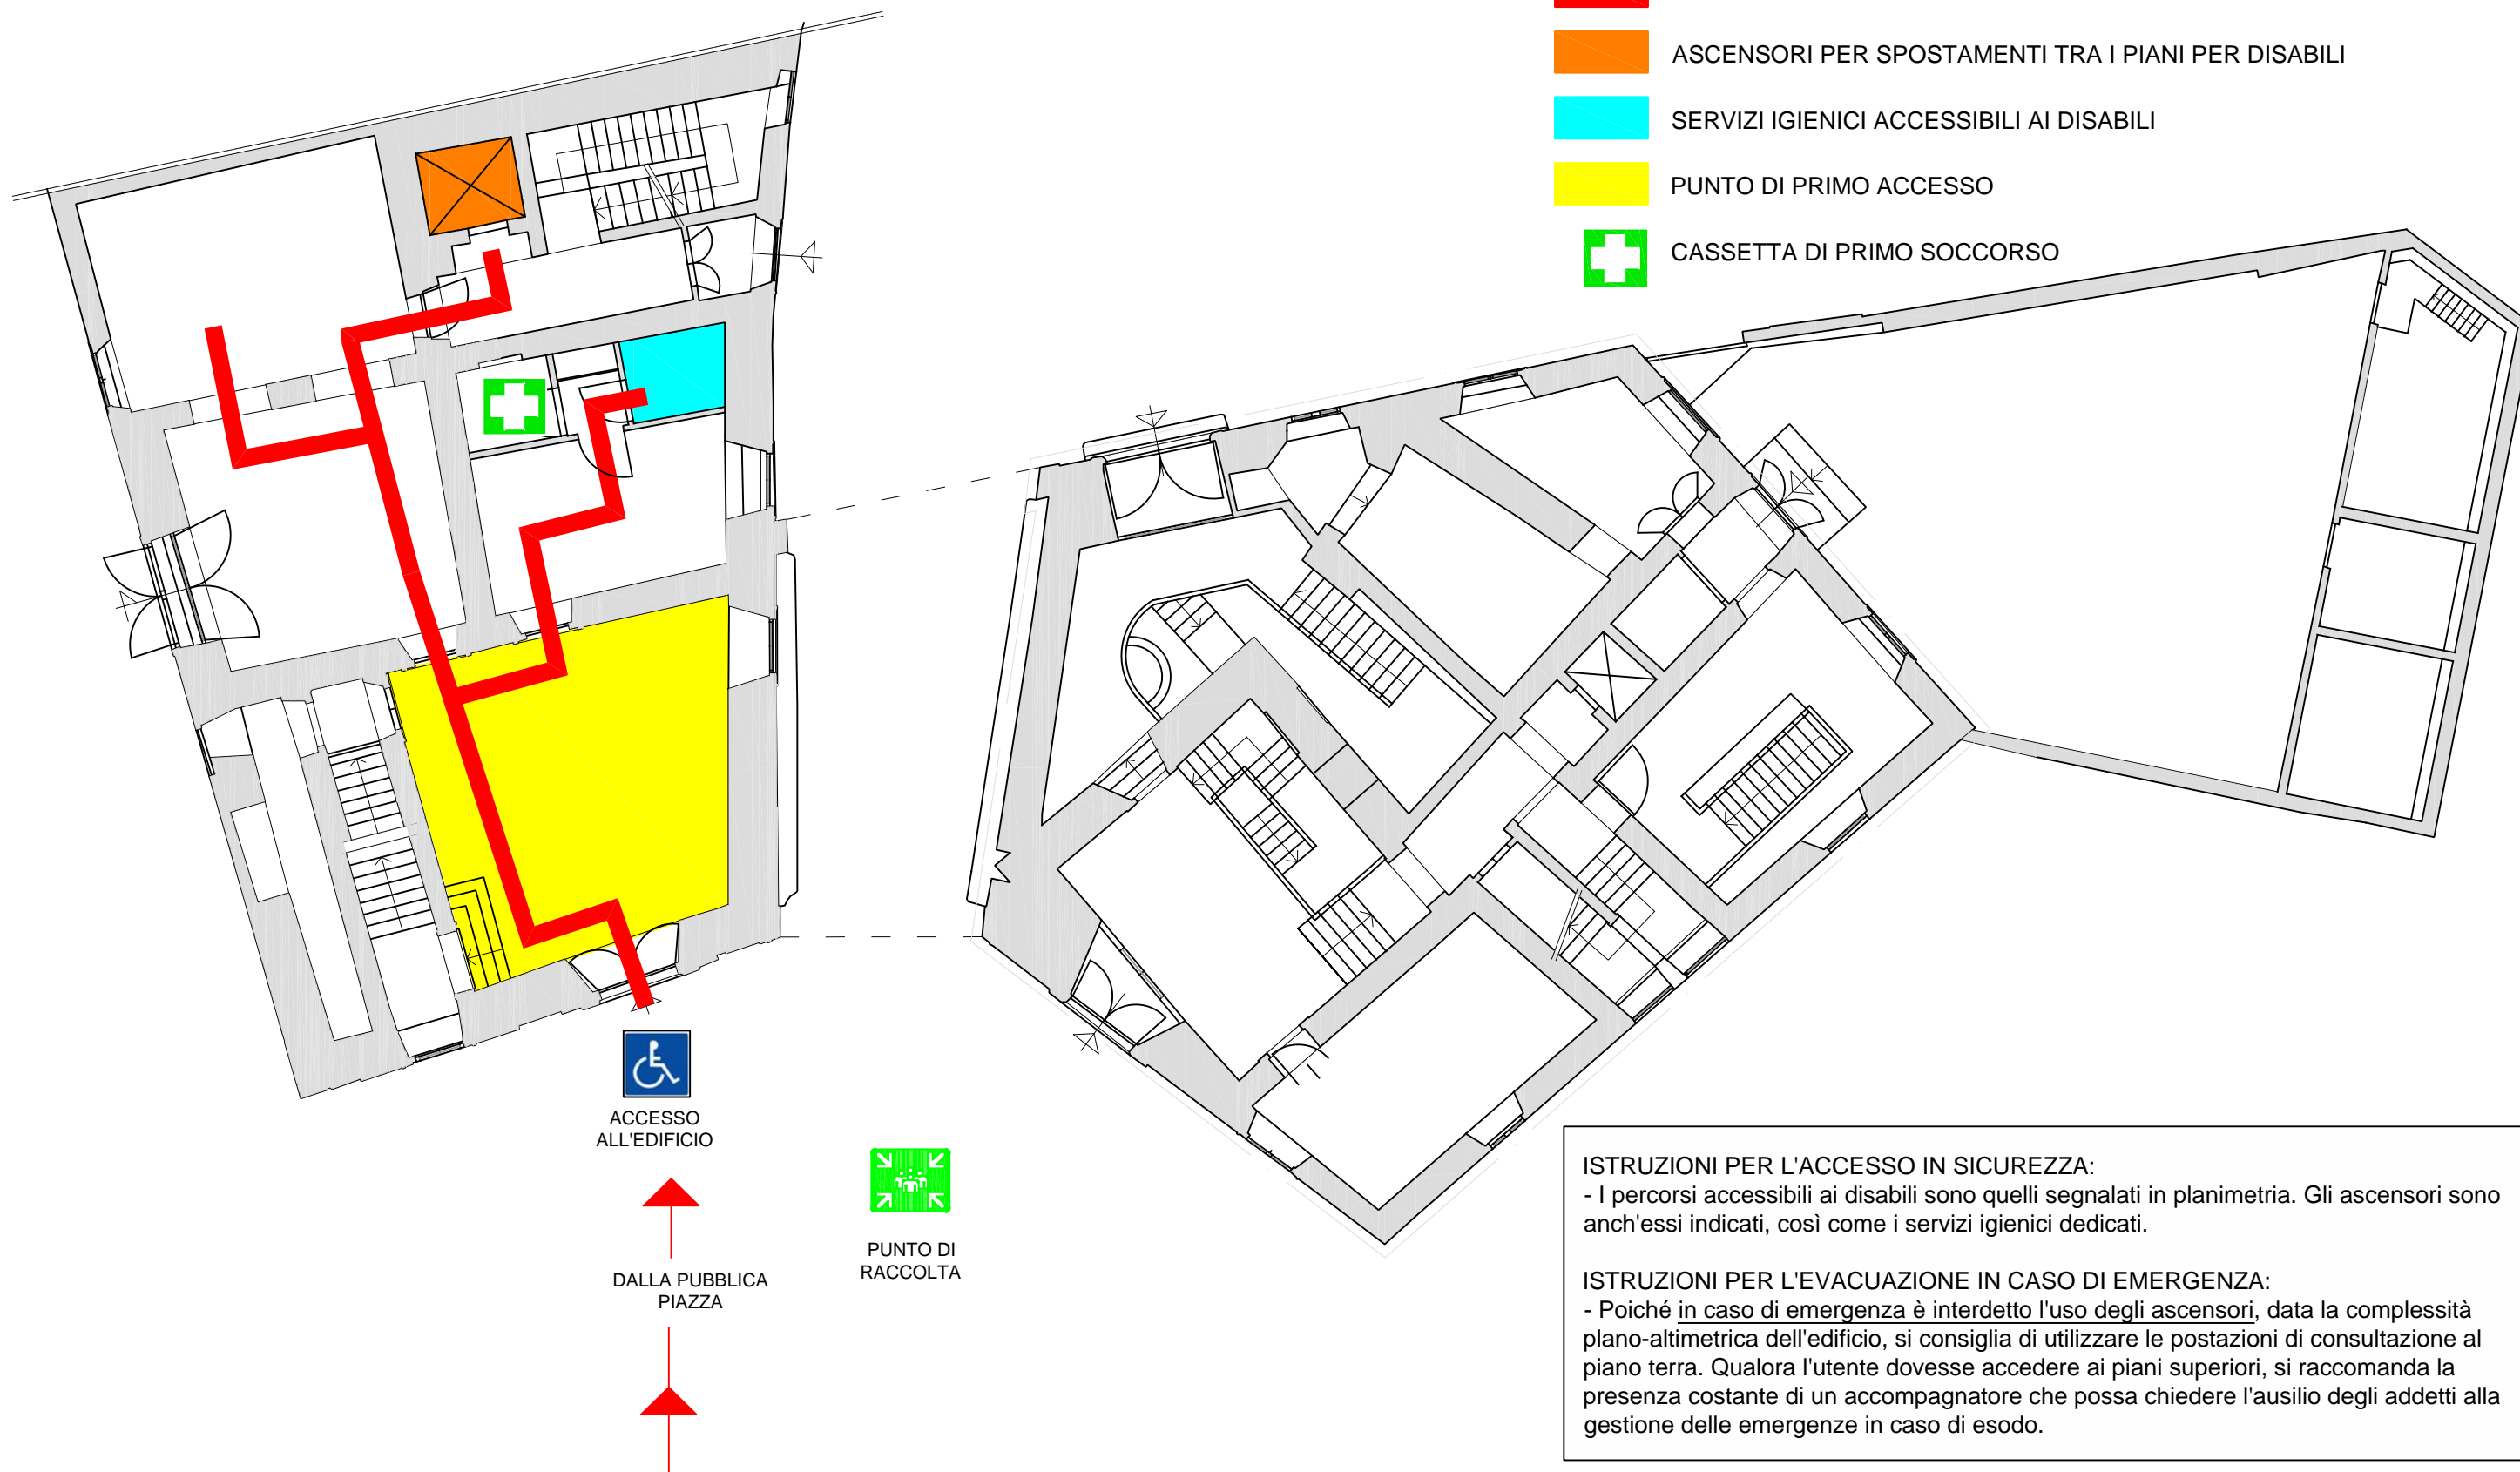 ASCENSORI PER SPOSTAMENTI TRA I PIANI PER DISABILI
SERVIZI IGIENICI ACCESSIBILI AI DISABILI
PUNTO DI PRIMO ACCESSO
CASSETTA DI PRIMO SOCCORSO
ACCESSO
ALL'EDIFICIO
DALLA PUBBLICA
PIAZZA
PUNTO DI
RACCOLTA
ISTRUZIONI PER L'ACCESSO IN SICUREZZA:
- I percorsi accessibili ai disabili sono quelli segnalati in planimetria. Gli ascensori sono
anch'essi indicati, così come i servizi igienici dedicati.
ISTRUZIONI PER L'EVACUAZIONE IN CASO DI EMERGENZA:
- Poiché in caso di emergenza è interdetto l'uso degli ascensori, data la complessità
plano-altimetrica dell'edificio, si consiglia di utilizzare le postazioni di consultazione al
piano terra. Qualora l'utente dovesse accedere ai piani superiori, si raccomanda la
presenza costante di un accompagnatore che possa chiedere l'ausilio degli addetti alla
gestione delle emergenze in caso di esodo.